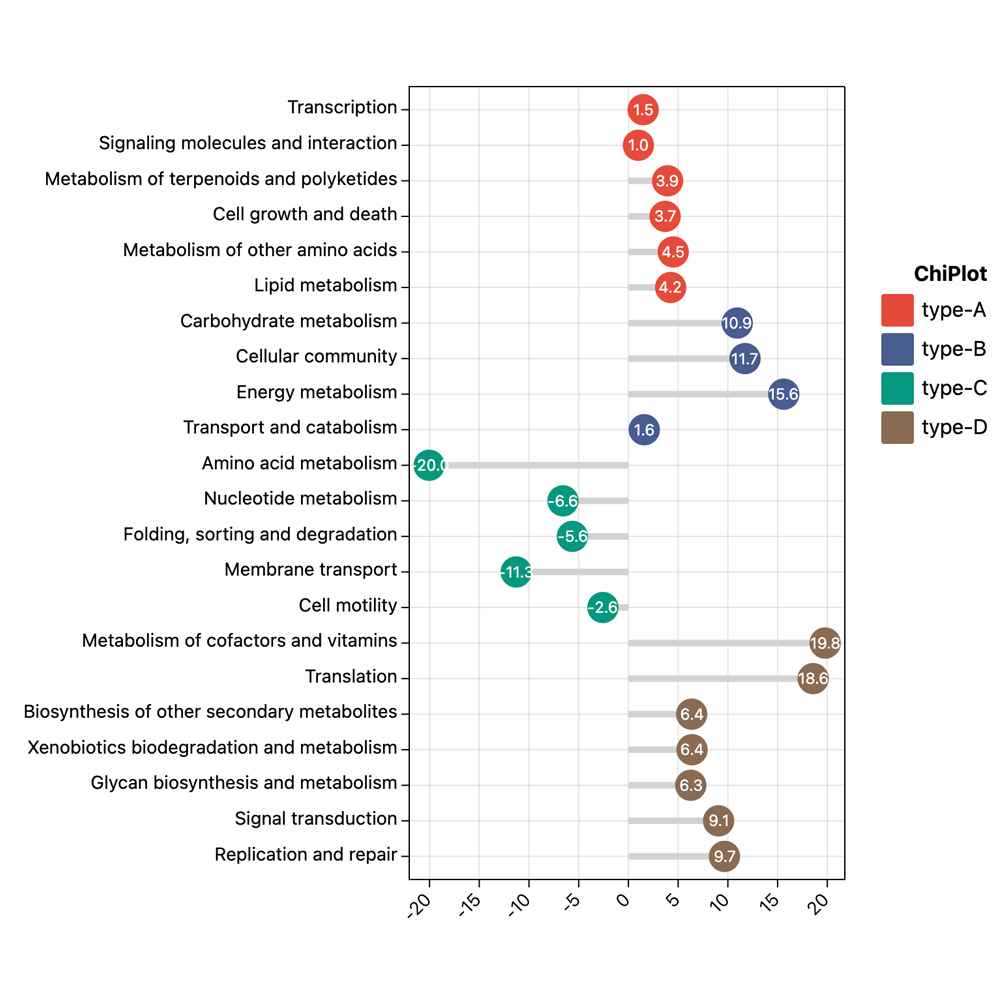 Transcription 1.5
Signaling molecules and interaction 1.0
Metabolism of terpenoids and polyketides 3.9
Cell growth and death 3.7
Metabolism of other amino acids 4.5
Lipid metabolism 4.2
Carbohydrate metabolism 10.9
Cellular community 11.7
Energy metabolism 15.6
Transport and catabolism 1.6
Amino acid metabolism -20.0
Nucleotide metabolism -6.6
Folding, sorting and degradation -5.6
Membrane transport -11.3
Cell motility -2.6
Metabolism of cofactors and vitamins 19.8
Translation 18.6
Biosynthesis of other secondary metabolites 6.4
Xenobiotics biodegradation and metabolism 6.4
Glycan biosynthesis and metabolism 6.3
Signal transduction 9.1
Replication and repair 9.7
-20 -15 -10 -5 0 5 10 15 20
ChiPlot
type-A
type-B
type-C
type-D